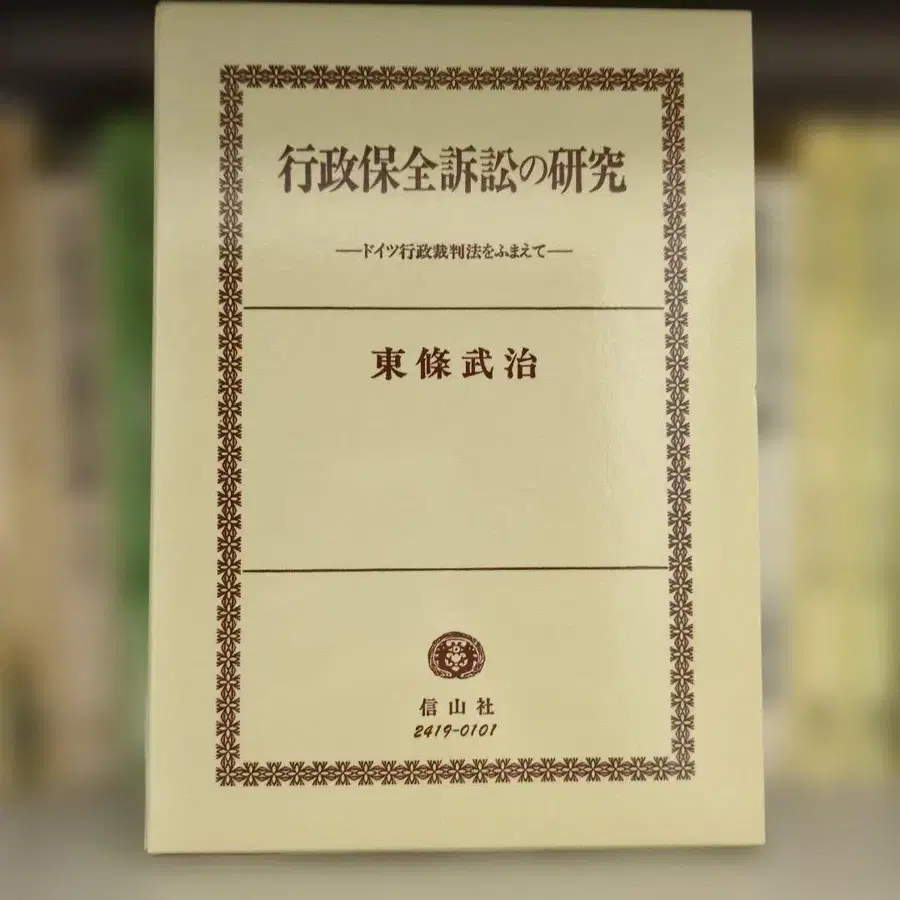 行政保全訴訟の研究
―ドイツ行政裁判法をふまえて―
東條武治
信山社
2419-0101